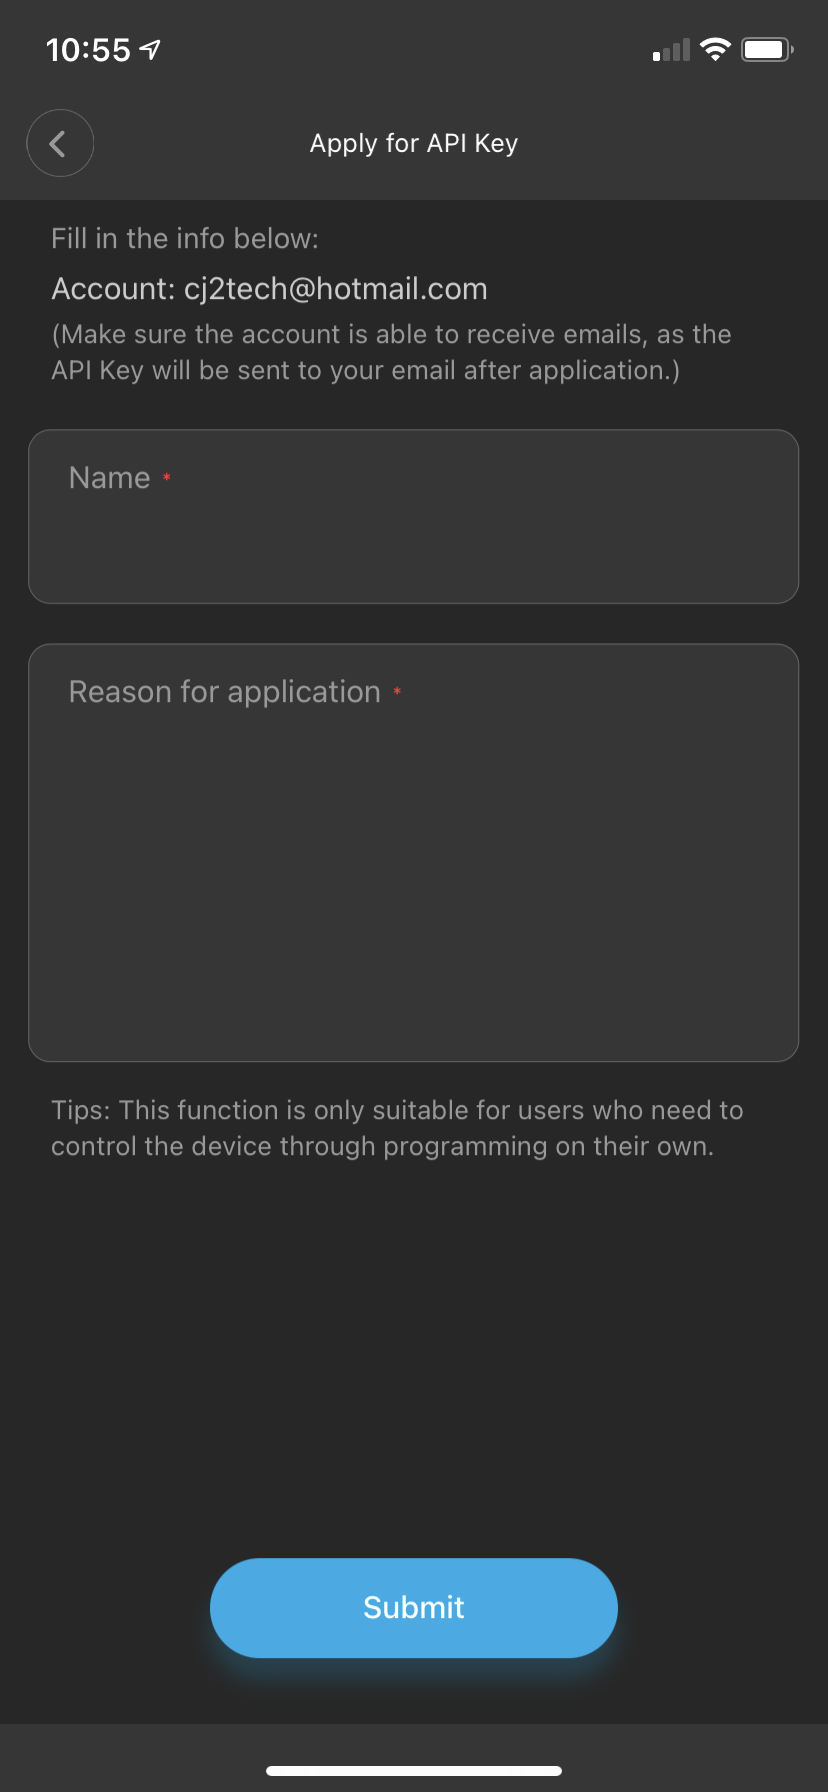 10:55
Apply for API Key
Fill in the info below:
Account: cj2tech@hotmail.com
(Make sure the account is able to receive emails, as the
API Key will be sent to your email after application.)
Name *
Reason for application *
Tips: This function is only suitable for users who need to
control the device through programming on their own.
Submit